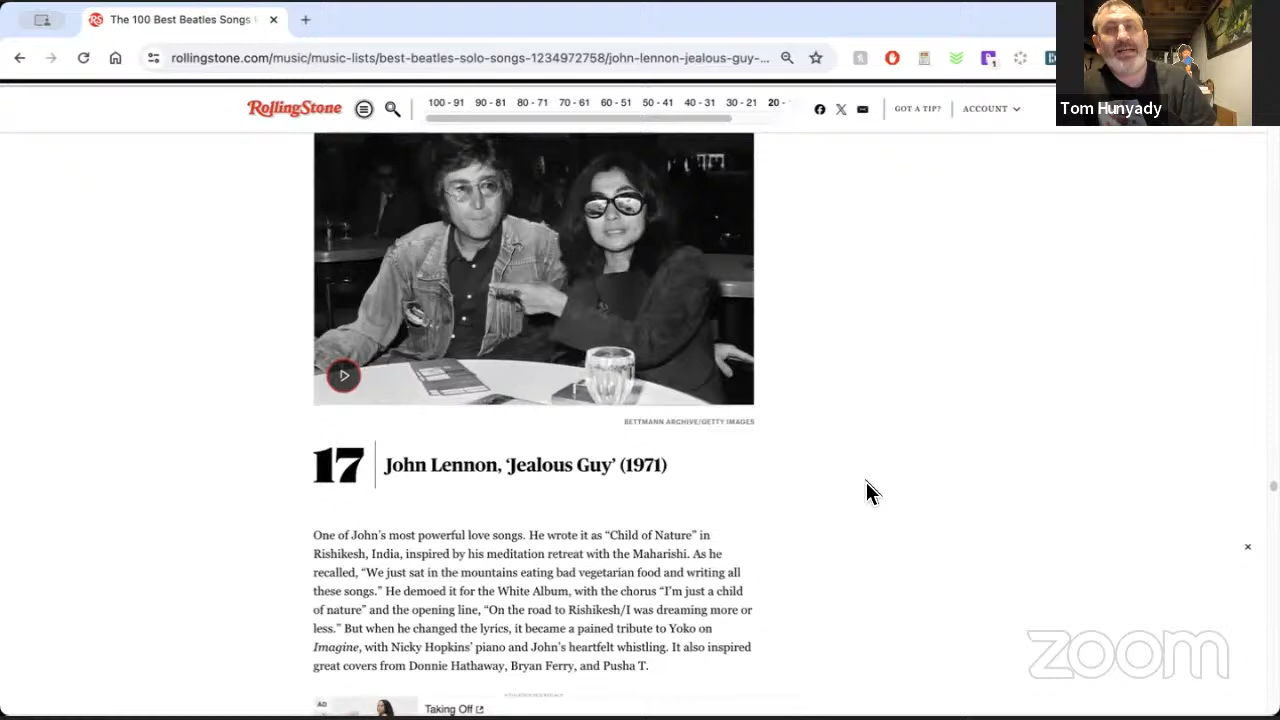 The 100 Best Beatles Songs
rollingstone.com/music/music-lists/best-beatles-solo-songs-1234972758/john-lennon-jealous-guy-...
RollingStone
100 - 91 90 - 81 80 - 71 70 - 61 60 - 51 50 - 41 40 - 31 30 - 21 20 -
GOT A TIP?
ACCOUNT
Tom Hunyady
BETTMANN ARCHIVE/GETTY IMAGES
17
John Lennon, ‘Jealous Guy’ (1971)
One of John’s most powerful love songs. He wrote it as “Child of Nature” in
Rishikesh, India, inspired by his meditation retreat with the Maharishi. As he
recalled, “We just sat in the mountains eating bad vegetarian food and writing all
these songs.” He demoed it for the White Album, with the chorus “I’m just a child
of nature” and the opening line, “On the road to Rishikesh/I was dreaming more or
less.” But when he changed the lyrics, it became a pained tribute to Yoko on
Imagine, with Nicky Hopkins’ piano and John’s heartfelt whistling. It also inspired
great covers from Donnie Hathaway, Bryan Ferry, and Pusha T.
AD
Taking Off
zoom